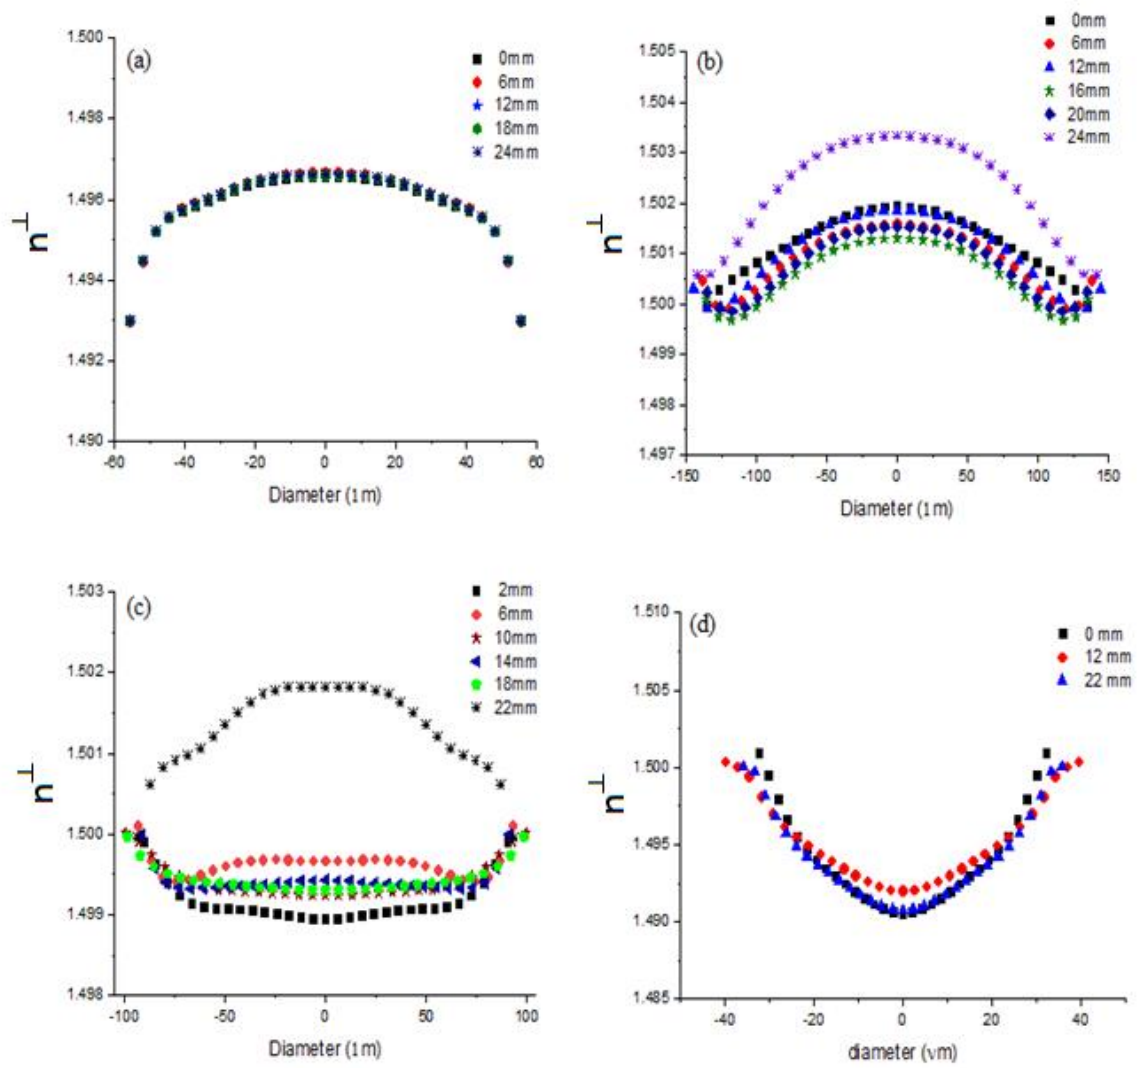 (a)
1.500
1.498
1.496
1.494
1.492
1.490
0mm
6mm
12mm
18mm
24mm
n⊥
-60
-40
-20
0
20
40
60
Diameter (1m)
(b)
1.505
1.504
1.503
1.502
1.501
1.500
1.499
1.498
1.497
0mm
6mm
12mm
16mm
20mm
24mm
n⊥
-150
-100
-50
0
50
100
150
Diameter (1m)
(c)
1.503
1.502
1.501
1.500
1.499
1.498
2mm
6mm
10mm
14mm
18mm
22mm
n⊥
-100
-50
0
50
100
Diameter (1m)
(d)
1.510
1.505
1.500
1.495
1.490
1.485
0 mm
12 mm
22 mm
n⊥
-40
-20
0
20
40
diameter (νm)